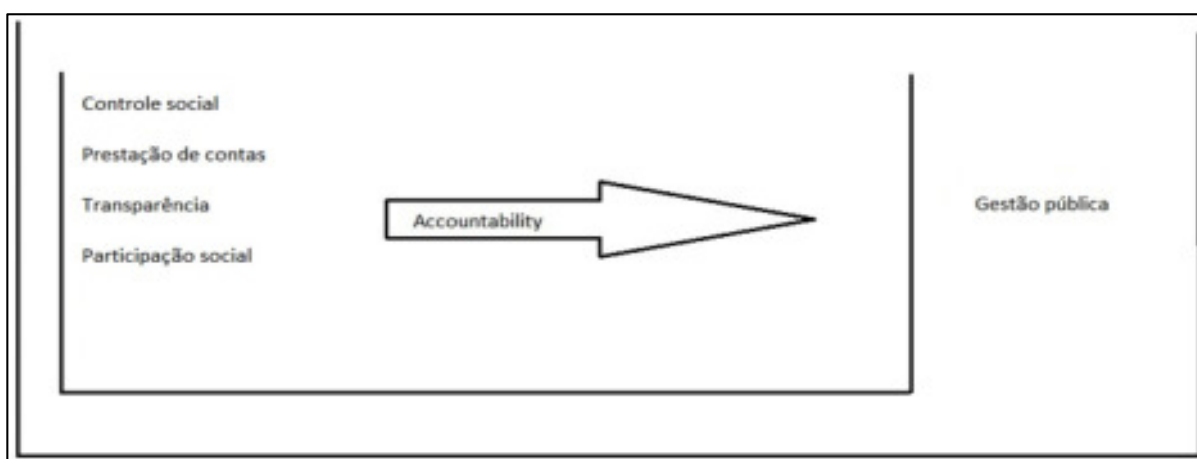 Controle social
Prestação de contas
Transparência
Accountability
Gestão pública
Participação social